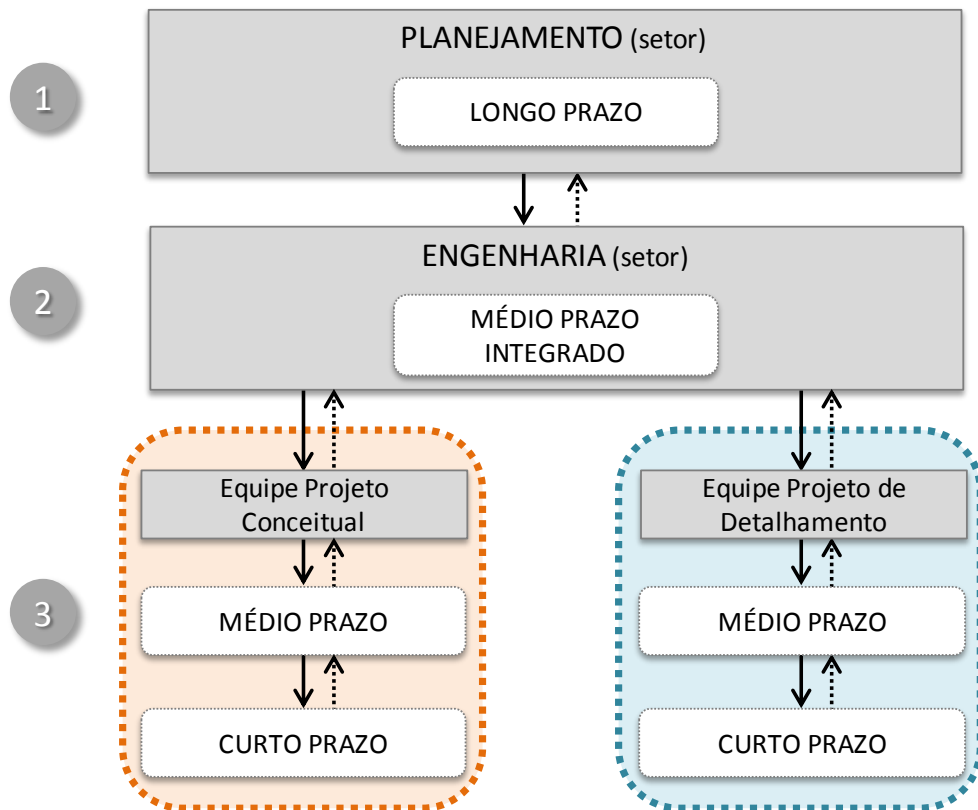 PLANEJAMENTO (setor)
1
LONGO PRAZO
ENGENHARIA (setor)
2
MÉDIO PRAZO
INTEGRADO
Equipe Projeto
Conceitual
Equipe Projeto de
Detalhamento
3
MÉDIO PRAZO
MÉDIO PRAZO
CURTO PRAZO
CURTO PRAZO